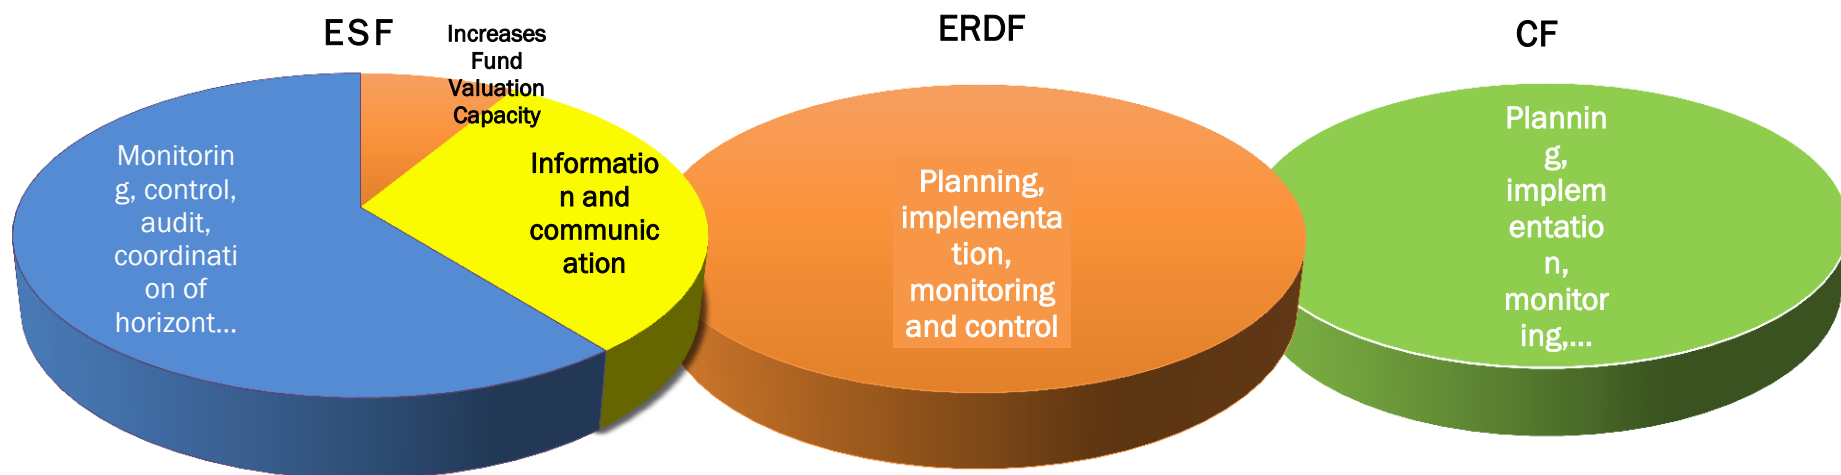 ESF
Increases
Fund
Valuation
Capacity
Monitorin
g, control,
audit,
coordinati
on of
horizont...
Informatio
n and
communic
ation
ERDF
Planning,
implementa
tion,
monitoring
and control
CF
Plannin
g,
implem
entatio
n,
monitor
ing,...